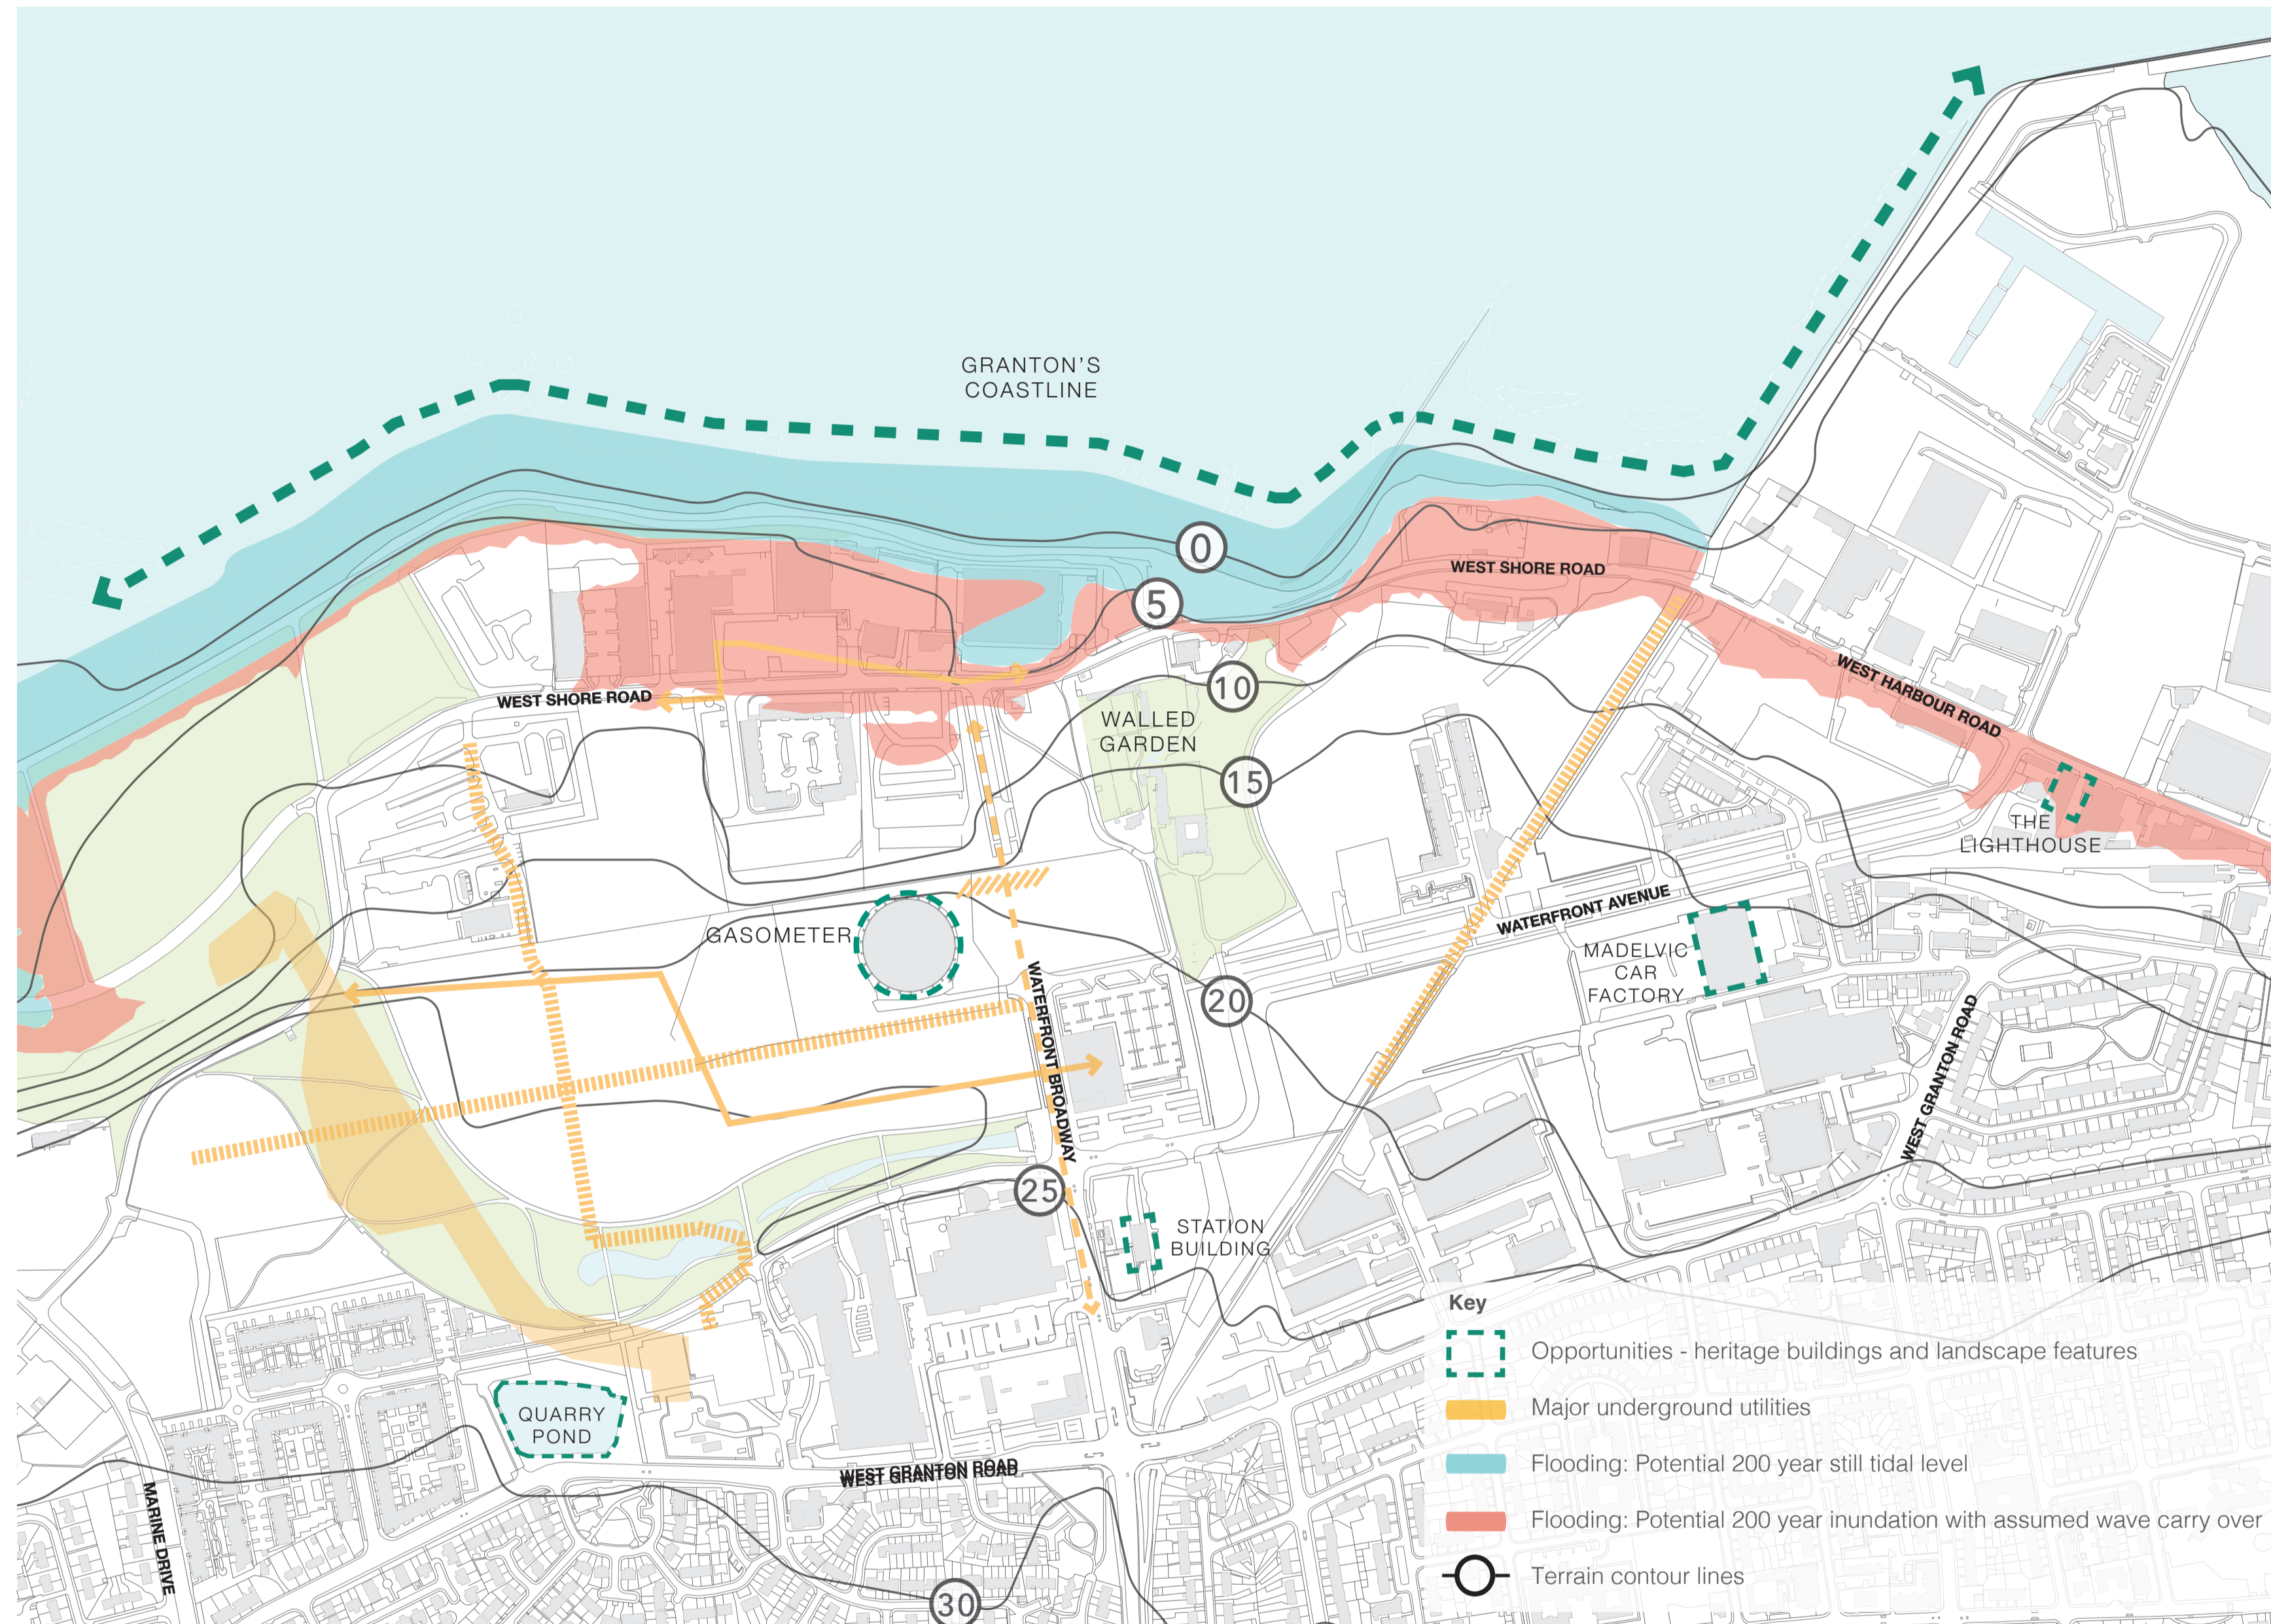 GRANTON'S
COASTLINE
0
WEST SHORE ROAD
5
WEST HARBOUR ROAD
10
WEST SHORE ROAD
WALLED
GARDEN
15
THE
LIGHTHOUSE
WATERFRONT AVENUE
GASOMETER
MADELVIC
CAR
FACTORY
20
WATERFRONT BROADWAY
WEST GRANTON ROAD
25
STATION
BUILDING
QUARRY
POND
WEST GRANTON ROAD
WEST GRANTON ROAD
MARINE DRIVE
30
Key
Opportunities - heritage buildings and landscape features
Major underground utilities
Flooding: Potential 200 year still tidal level
Flooding: Potential 200 year inundation with assumed wave carry over
Terrain contour lines